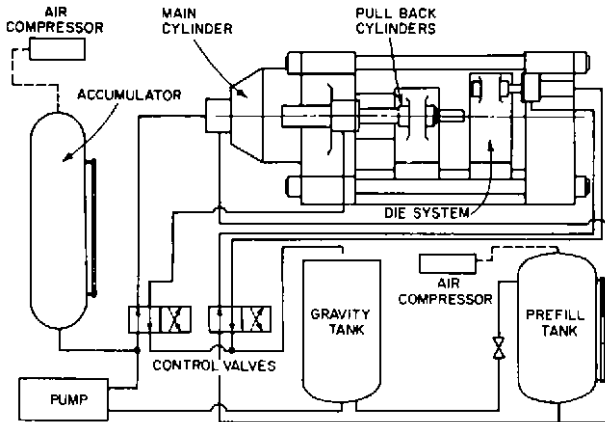 AIR
COMPRESSOR
MAIN
CYLINDER
PULL BACK
CYLINDERS
ACCUMULATOR
DIE SYSTEM
AIR
COMPRESSOR
GRAVITY
TANK
PREFILL
TANK
CONTROL VALVES
PUMP